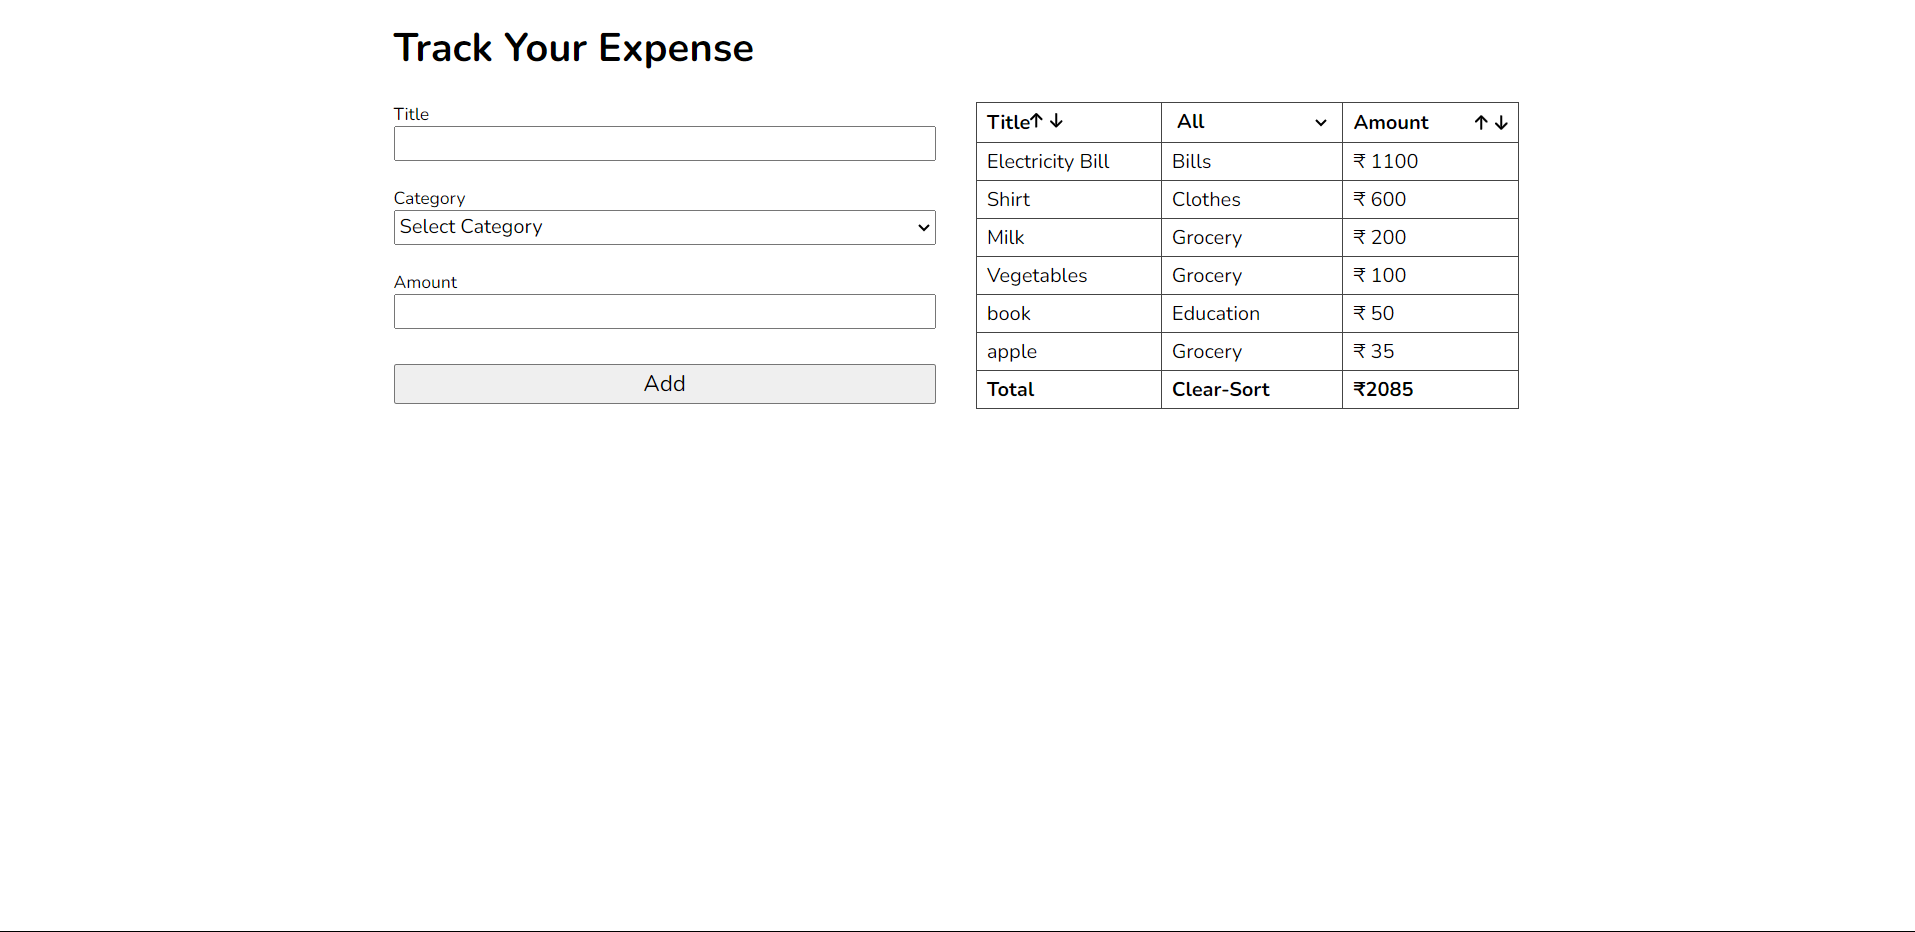 Track Your Expense
Title
Category
Select Category
Amount
Add
Title↑ ↓ All Amount ↑ ↓
Electricity Bill Bills ₹ 1100
Shirt Clothes ₹ 600
Milk Grocery ₹ 200
Vegetables Grocery ₹ 100
book Education ₹ 50
apple Grocery ₹ 35
Total Clear-Sort ₹2085